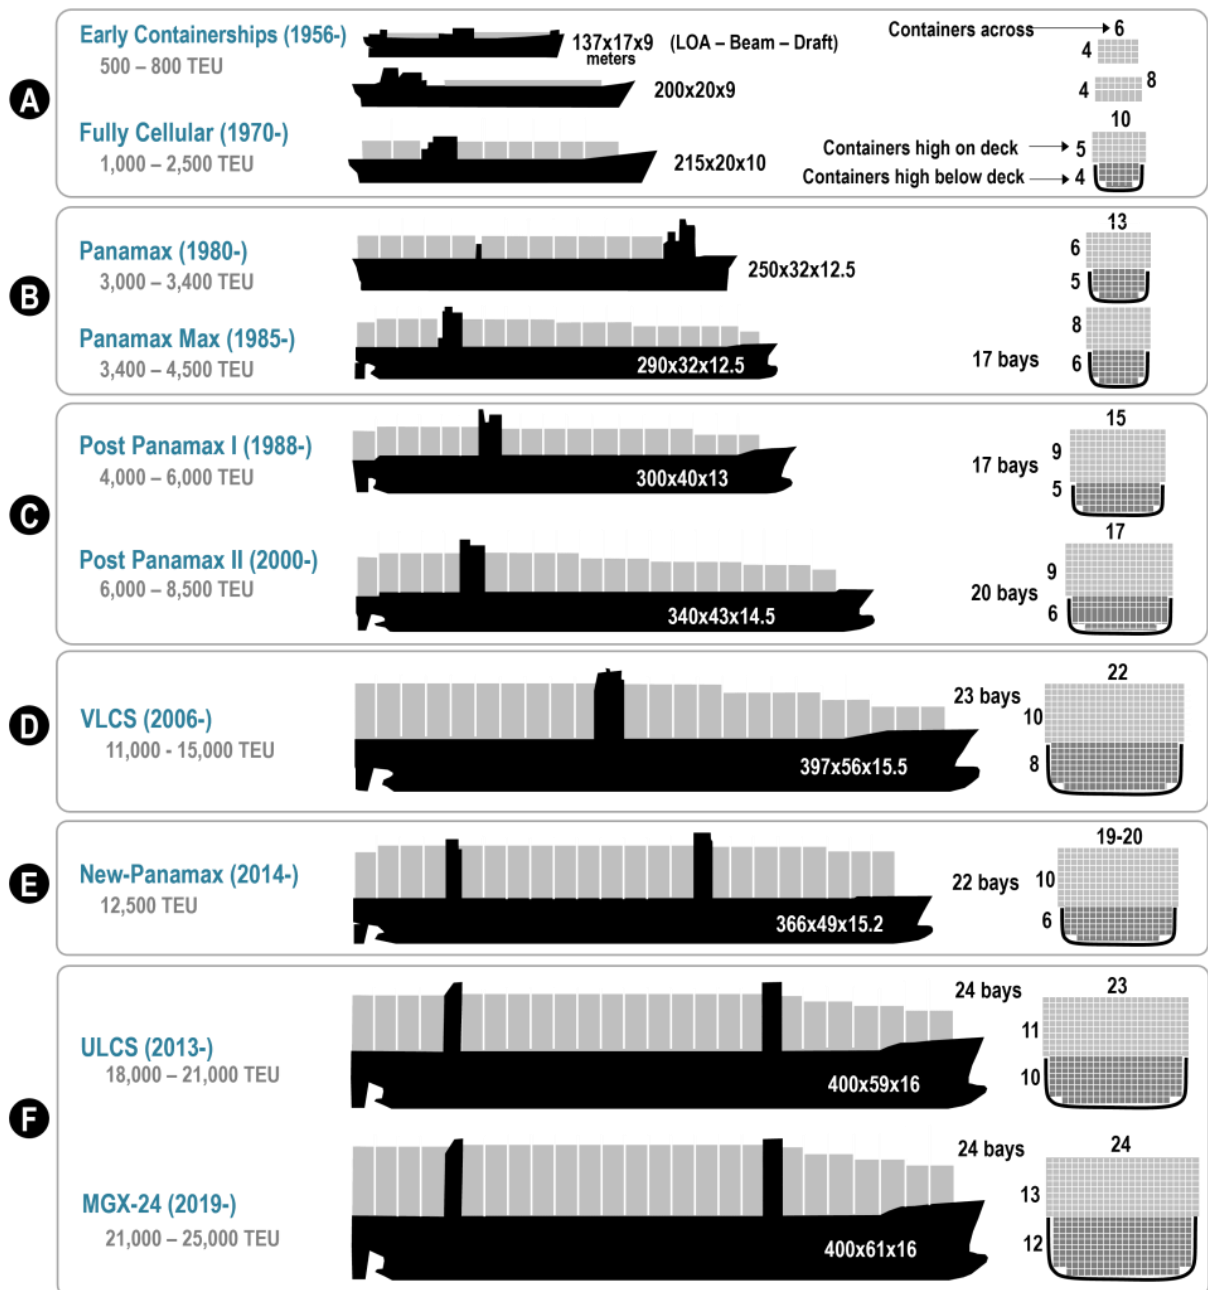 A
Early Containerships (1956-)
500 – 800 TEU
137x17x9 (LOA – Beam – Draft)
meters
Containers across
6
4
200x20x9
4
8
Fully Cellular (1970-)
1,000 – 2,500 TEU
215x20x10
10
Containers high on deck
5
Containers high below deck
4
B
Panamax (1980-)
3,000 – 3,400 TEU
250x32x12.5
13
6
5
Panamax Max (1985-)
3,400 – 4,500 TEU
290x32x12.5
17 bays
8
6
C
Post Panamax I (1988-)
4,000 – 6,000 TEU
300x40x13
17 bays
15
9
5
Post Panamax II (2000-)
6,000 – 8,500 TEU
340x43x14.5
20 bays
17
9
6
D
VLCS (2006-)
11,000 - 15,000 TEU
397x56x15.5
23 bays
22
10
8
E
New-Panamax (2014-)
12,500 TEU
366x49x15.2
22 bays
19-20
10
6
F
ULCS (2013-)
18,000 – 21,000 TEU
400x59x16
24 bays
23
11
10
MGX-24 (2019-)
21,000 – 25,000 TEU
400x61x16
24 bays
24
13
12